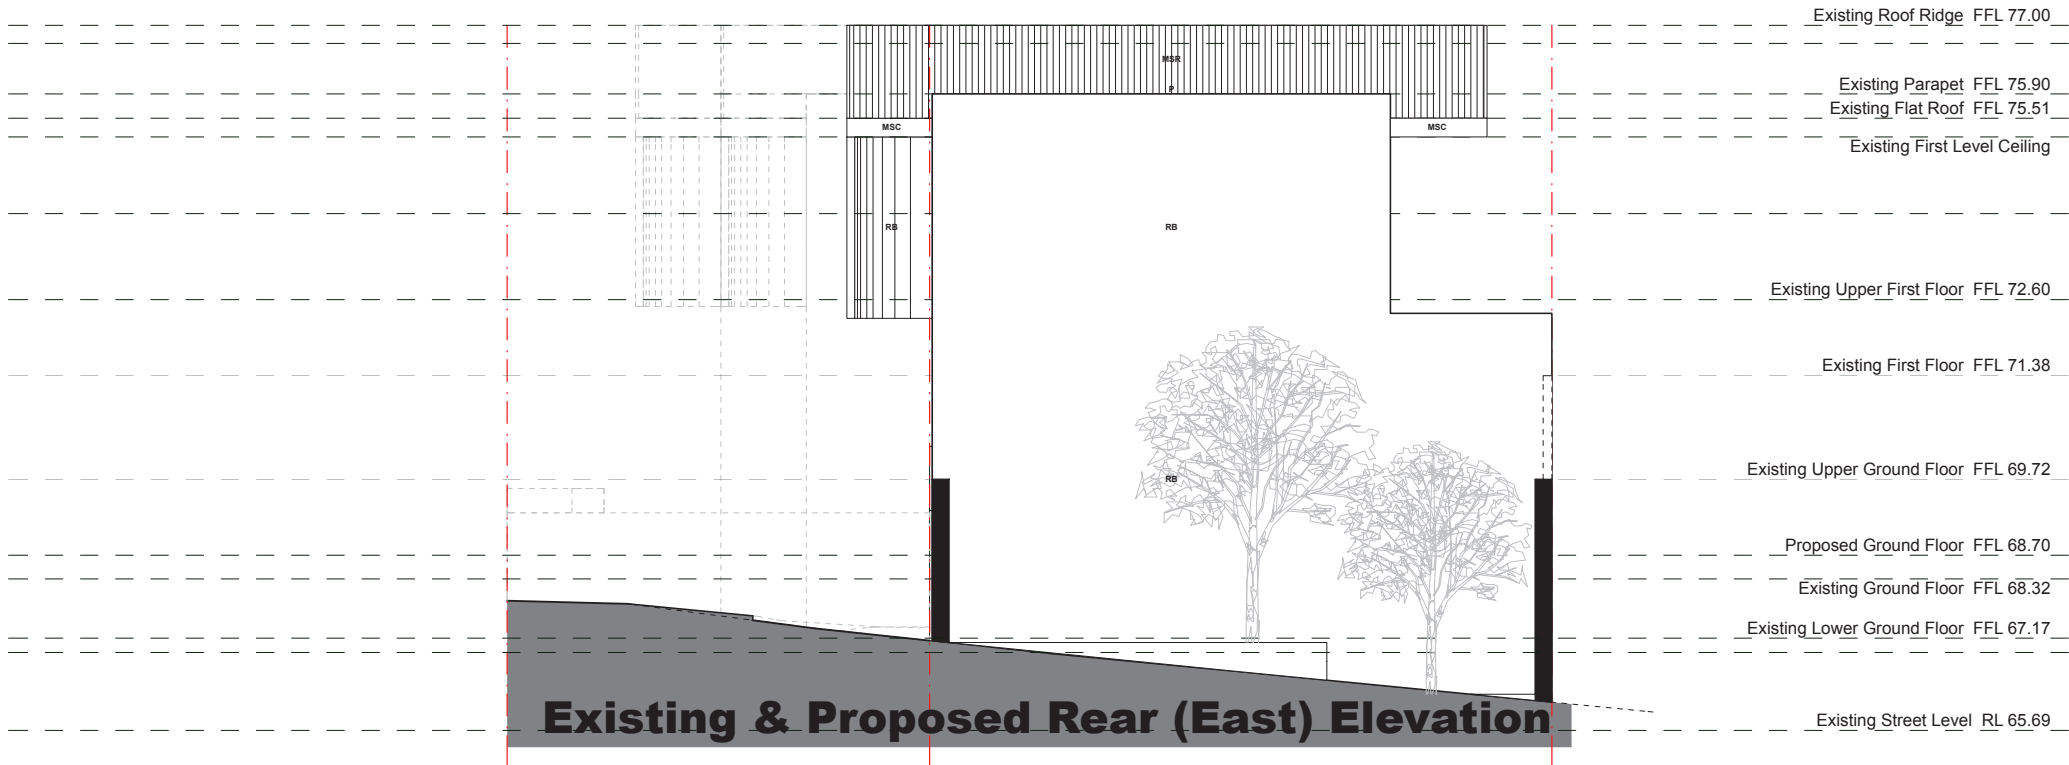 Existing Roof Ridge FFL 77.00
MSR
Existing Parapet FFL 75.90
P
Existing Flat Roof FFL 75.51
MSC
MSC
Existing First Level Ceiling
RB
RB
Existing Upper First Floor FFL 72.60
Existing First Floor FFL 71.38
Existing Upper Ground Floor FFL 69.72
RB
Proposed Ground Floor FFL 68.70
Existing Ground Floor FFL 68.32
Existing Lower Ground Floor FFL 67.17
Existing & Proposed Rear (East) Elevation
Existing Street Level RL 65.69